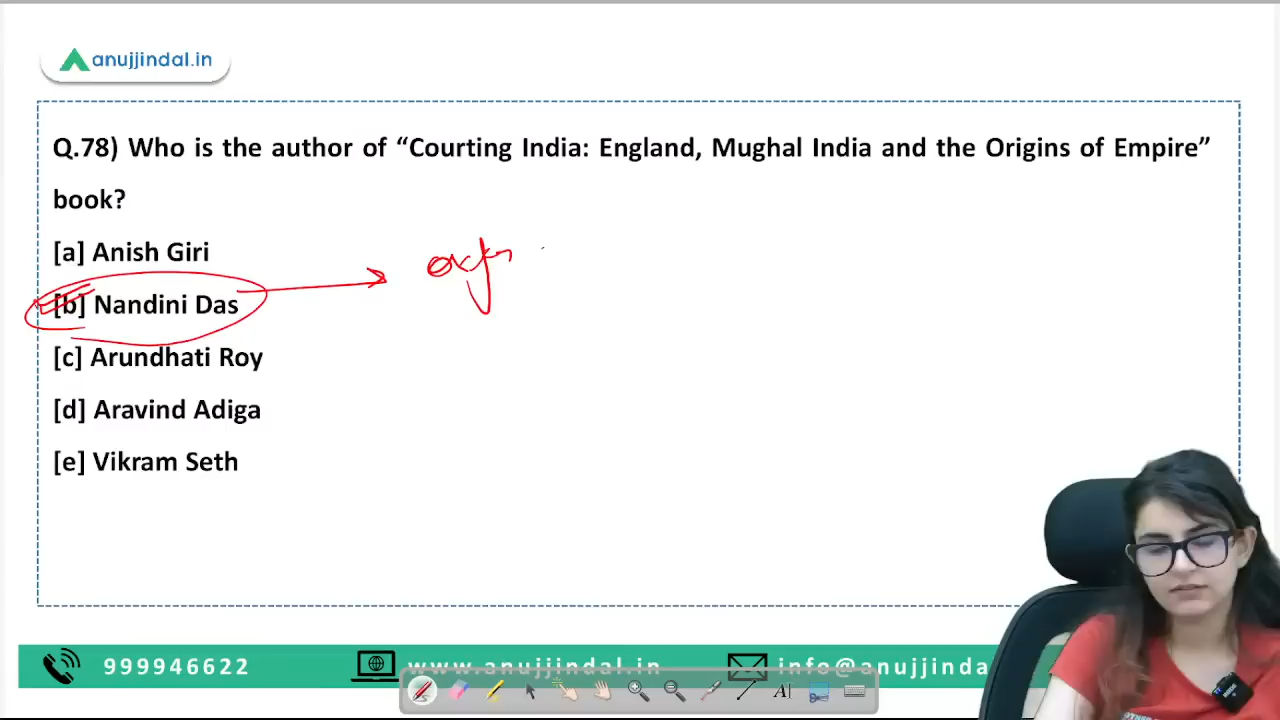 anujjindal.in
Q.78) Who is the author of “Courting India: England, Mughal India and the Origins of Empire”
book?
[a] Anish Giri
[b] Nandini Das
[c] Arundhati Roy
[d] Aravind Adiga
[e] Vikram Seth
999946622
www.anujjindal.in
info@anujjinda